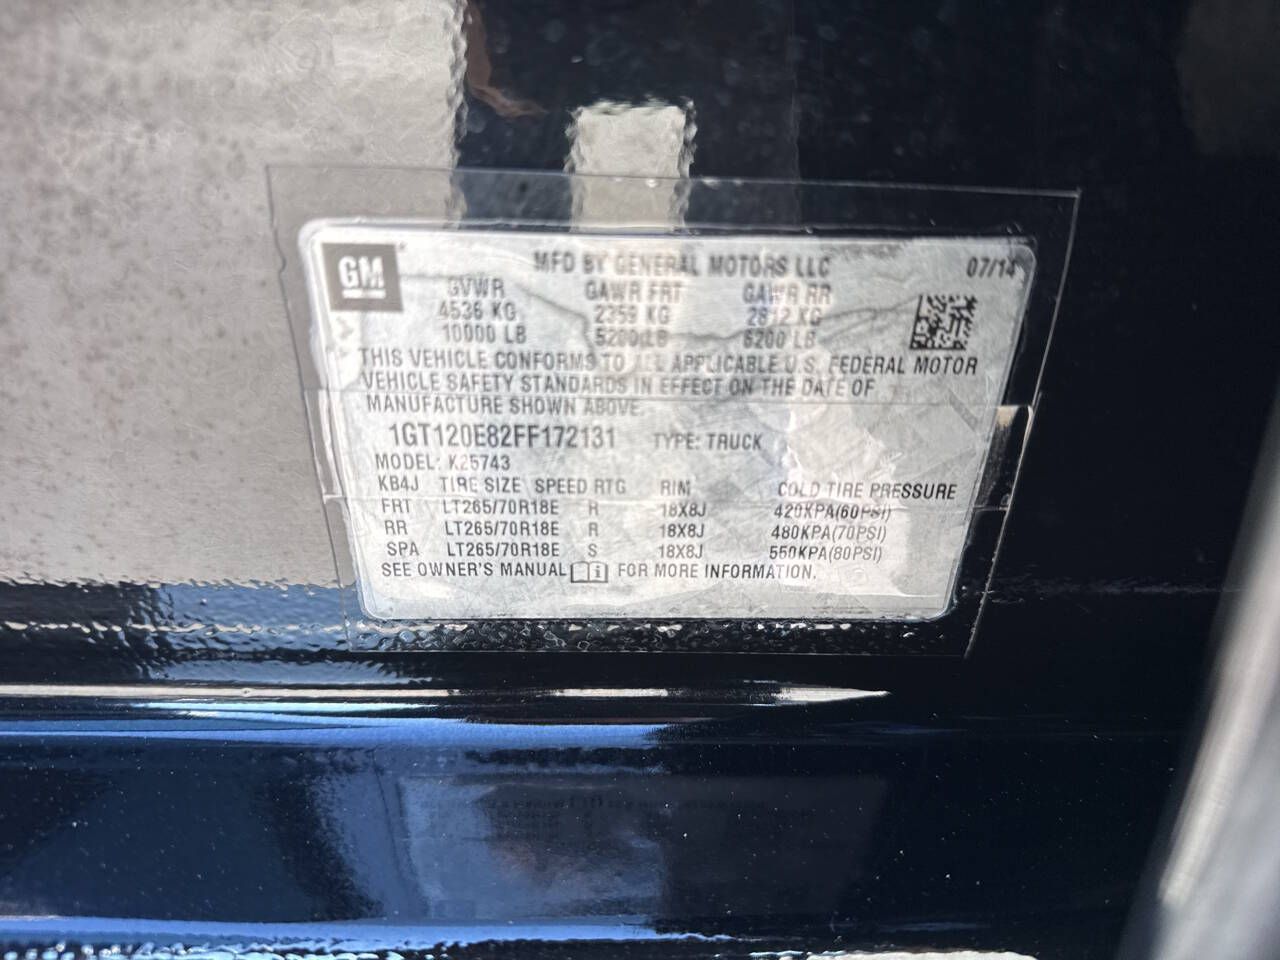 GM
MFD BY GENERAL MOTORS LLC 07/14
GVWR GAWR FRT GAWR RR
4536 KG 2359 KG 2812 KG
10000 LB 5200 LB 6200 LB
THIS VEHICLE CONFORMS TO ALL APPLICABLE U.S. FEDERAL MOTOR
VEHICLE SAFETY STANDARDS IN EFFECT ON THE DATE OF
MANUFACTURE SHOWN ABOVE.
1GT120E82FF172131 TYPE: TRUCK
MODEL: K25743
KB4J TIRE SIZE SPEED RTG RIM COLD TIRE PRESSURE
FRT LT265/70R18E R 18X8J 420KPA(60PSI)
RR LT265/70R18E R 18X8J 480KPA(70PSI)
SPA LT265/70R18E S 18X8J 550KPA(80PSI)
SEE OWNER'S MANUAL FOR MORE INFORMATION.